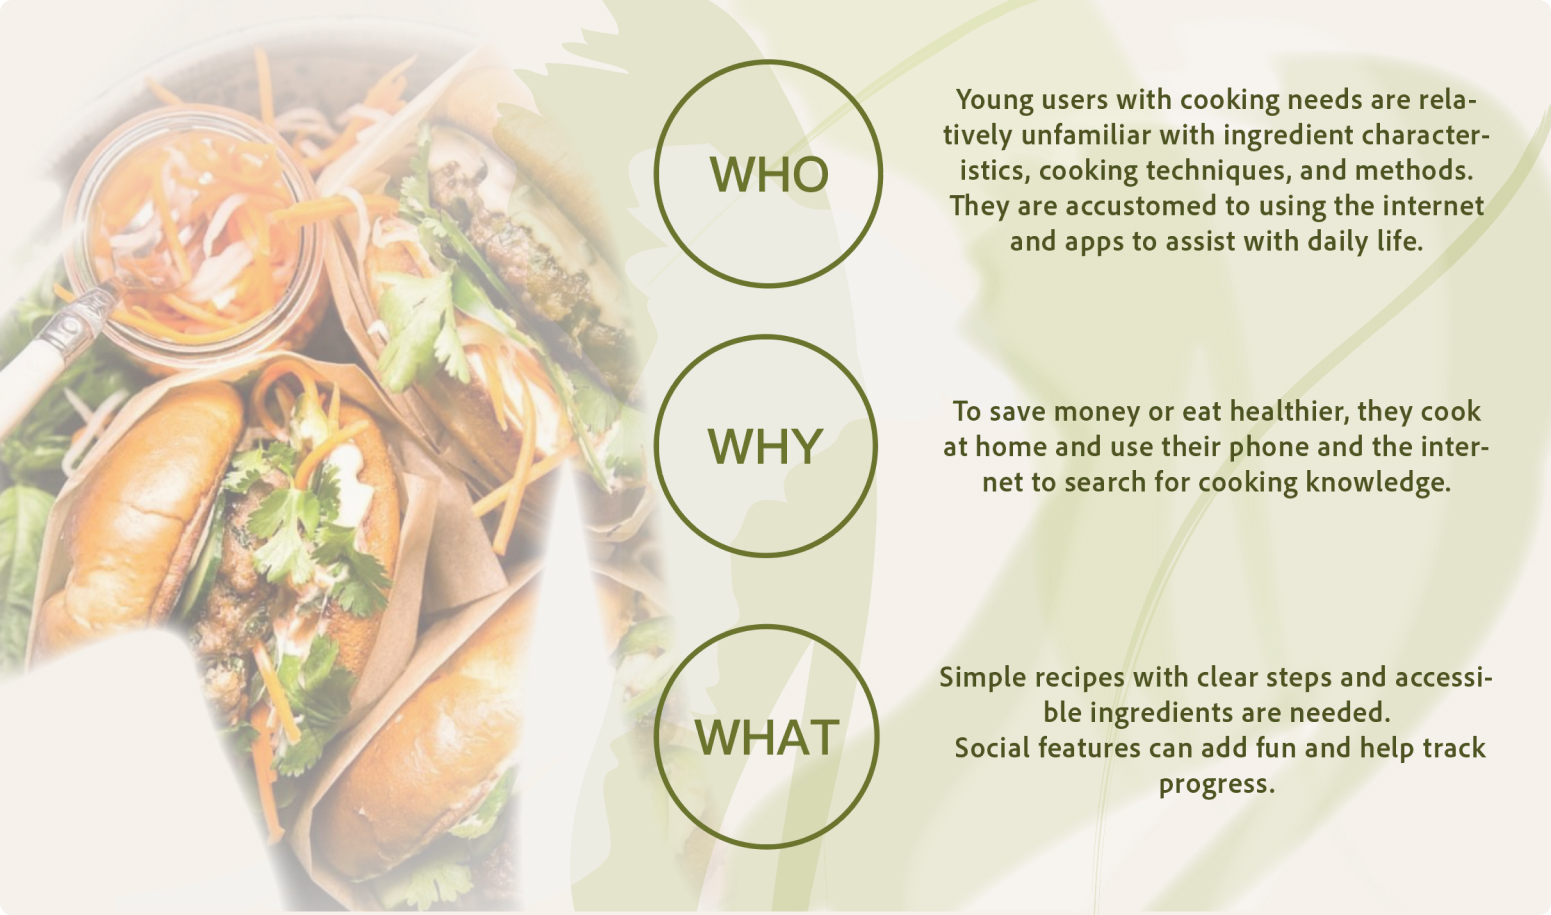 WHO
Young users with cooking needs are rela-
tively unfamiliar with ingredient character-
istics, cooking techniques, and methods.
They are accustomed to using the internet
and apps to assist with daily life.
WHY
To save money or eat healthier, they cook
at home and use their phone and the inter-
net to search for cooking knowledge.
WHAT
Simple recipes with clear steps and accessi-
ble ingredients are needed.
Social features can add fun and help track
progress.